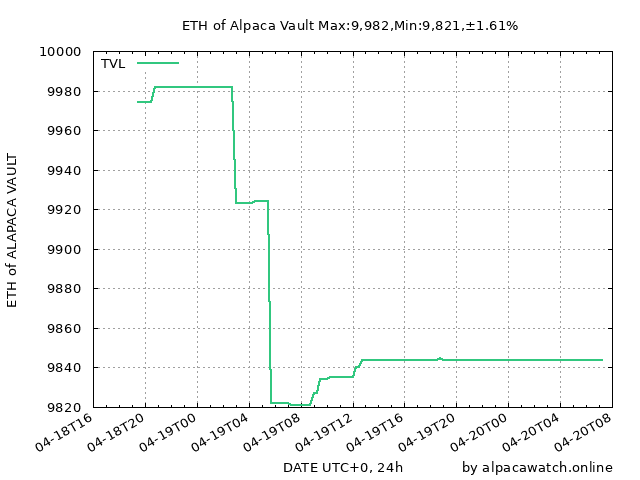 ETH of Alpaca Vault Max:9,982,Min:9,821,±1.61%
TVL
10000
9980
9960
9940
9920
9900
9880
9860
9840
9820
ETH of ALAPACA VAULT
04-18T16
04-18T20
04-19T00
04-19T04
04-19T08
04-19T12
04-19T16
04-19T20
04-20T00
04-20T04
04-20T08
DATE UTC+0, 24h
by alpacawatch.online